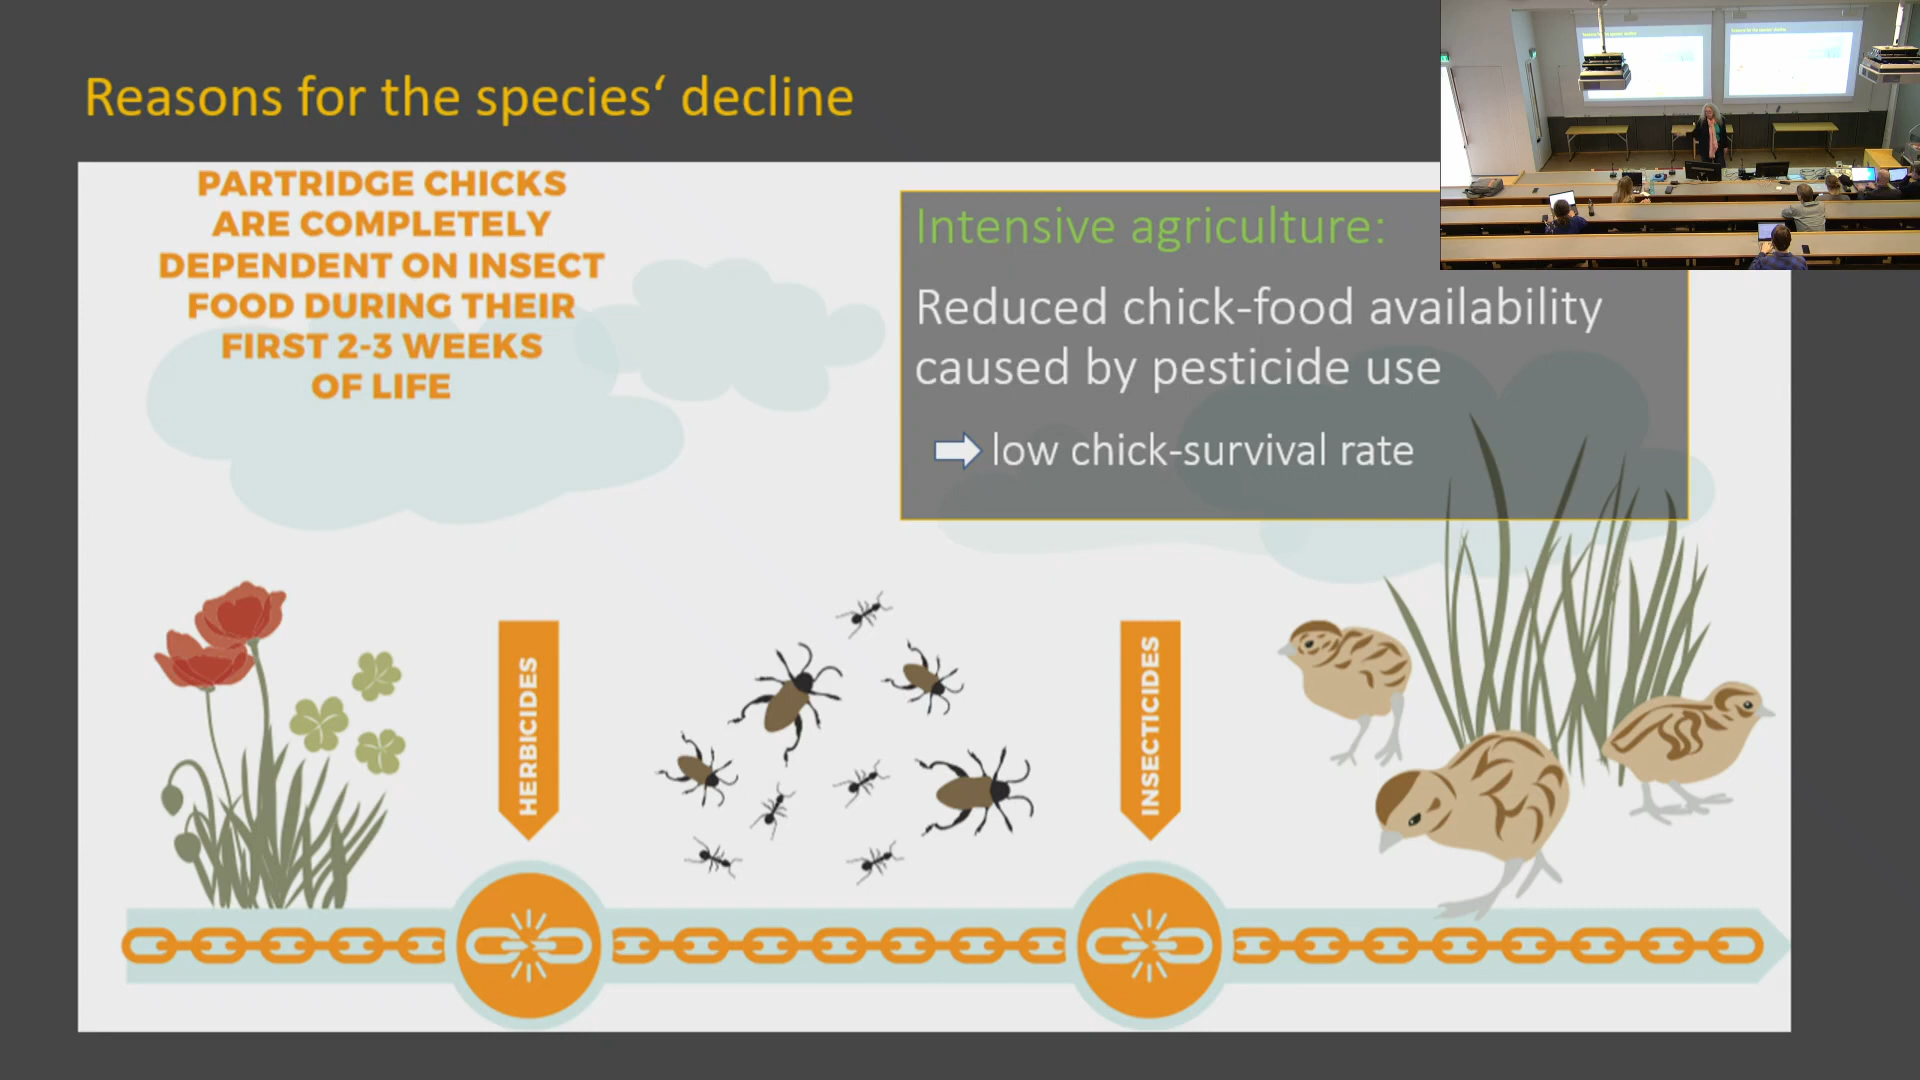 Reasons for the species‘ decline
PARTRIDGE CHICKS
ARE COMPLETELY
DEPENDENT ON INSECT
FOOD DURING THEIR
FIRST 2-3 WEEKS
OF LIFE
Intensive agriculture:
Reduced chick-food availability
caused by pesticide use
low chick-survival rate
HERBICIDES
INSECTICIDES